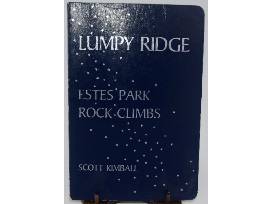 LUMPY RIDGE
ESTES PARK
ROCK CLIMBS
SCOTT KIMBALL